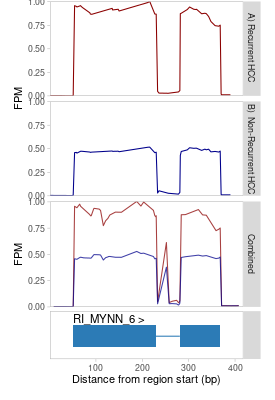 1.00
0.75
0.50
0.25
0.00
A) Recurrent HCC
FPM
1.00
0.75
0.50
0.25
0.00
B) Non-Recurrent HCC
1.00
0.75
0.50
0.25
0.00
Combined
FPM
RI_MYNN_6 >
100 200 300 400
Distance from region start (bp)